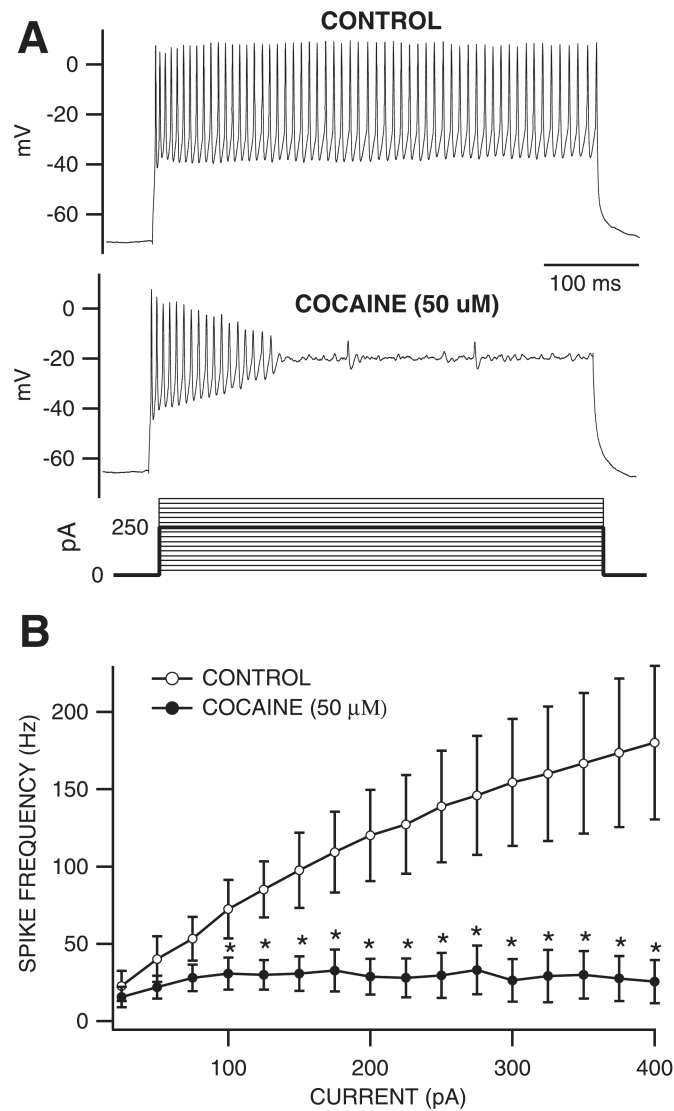 A
CONTROL
0
-20
-40
-60
mV
100 ms
COCAINE (50 uM)
0
-20
-40
-60
mV
250
0
pA
B
CONTROL
COCAINE (50 µM)
200
150
100
50
0
SPIKE FREQUENCY (Hz)
* * * * * * * * * * * * *
100 200 300 400
CURRENT (pA)